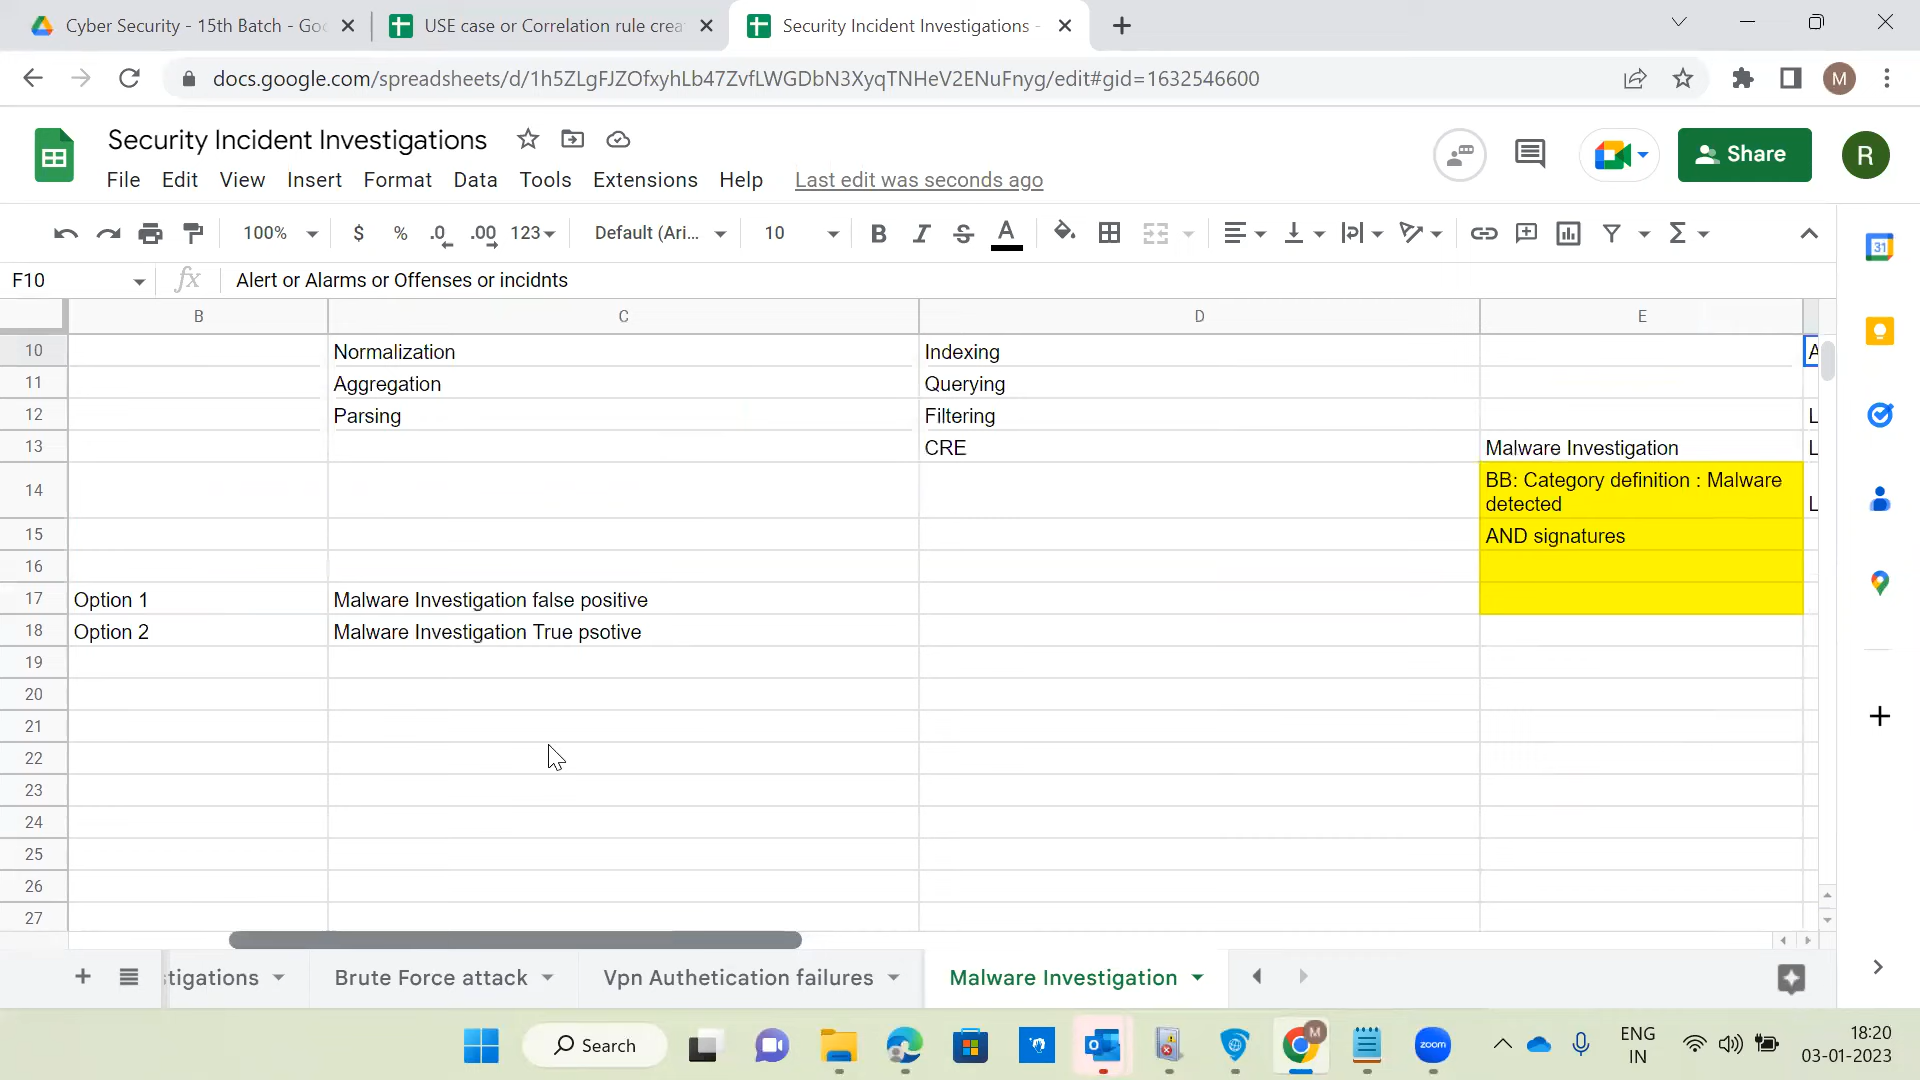 Cyber Security - 15th Batch - Goo
USE case or Correlation rule crea
Security Incident Investigations -
docs.google.com/spreadsheets/d/1h5ZLgFJZOfxyhLb47ZvfLWGDbN3XyqTNHeV2ENuFnyg/edit#gid=1632546600
M
Security Incident Investigations
Share
R
File Edit View Insert Format Data Tools Extensions Help Last edit was seconds ago
100% $ % .0 .00 123 Default (Ari... 10 B I S A
31
F10 fx Alert or Alarms or Offenses or incidnts
B C D E
10 Normalization Indexing A
11 Aggregation Querying
12 Parsing Filtering L
13 CRE Malware Investigation L
14 BB: Category definition : Malware
detected L
15 AND signatures
16
17 Option 1 Malware Investigation false positive
18 Option 2 Malware Investigation True psotive
19
20
21
22
23
24
25
26
27
tigations Brute Force attack Vpn Authetication failures Malware Investigation
Search
M
zoom
ENG
IN
18:20
03-01-2023